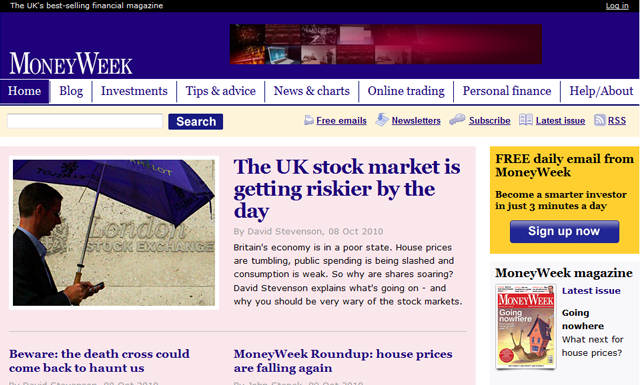 The UK's best-selling financial magazine
Log in
MONEYWEEK
Home
Blog
Investments
Tips & advice
News & charts
Online trading
Personal finance
Help/About
Search
Free emails
Newsletters
Subscribe
Latest issue
RSS
London
STOCK EXCHANGE
The UK stock market is
getting riskier by the
day
By David Stevenson, 08 Oct 2010
Britain's economy is in a poor state. House prices
are tumbling, public spending is being slashed and
consumption is weak. So why are shares soaring?
David Stevenson explains what's going on - and
why you should be very wary of the stock markets.
FREE daily email from
MoneyWeek
Become a smarter investor
in just 3 minutes a day
Sign up now
MoneyWeek magazine
MONEYWEEK
Going
nowhere
Latest issue
Going
nowhere
What next for
house prices?
Beware: the death cross could
come back to haunt us
By David Stevenson, 08 Oct 2010
MoneyWeek Roundup: house prices
are falling again
By John Stepek, 09 Oct 2010